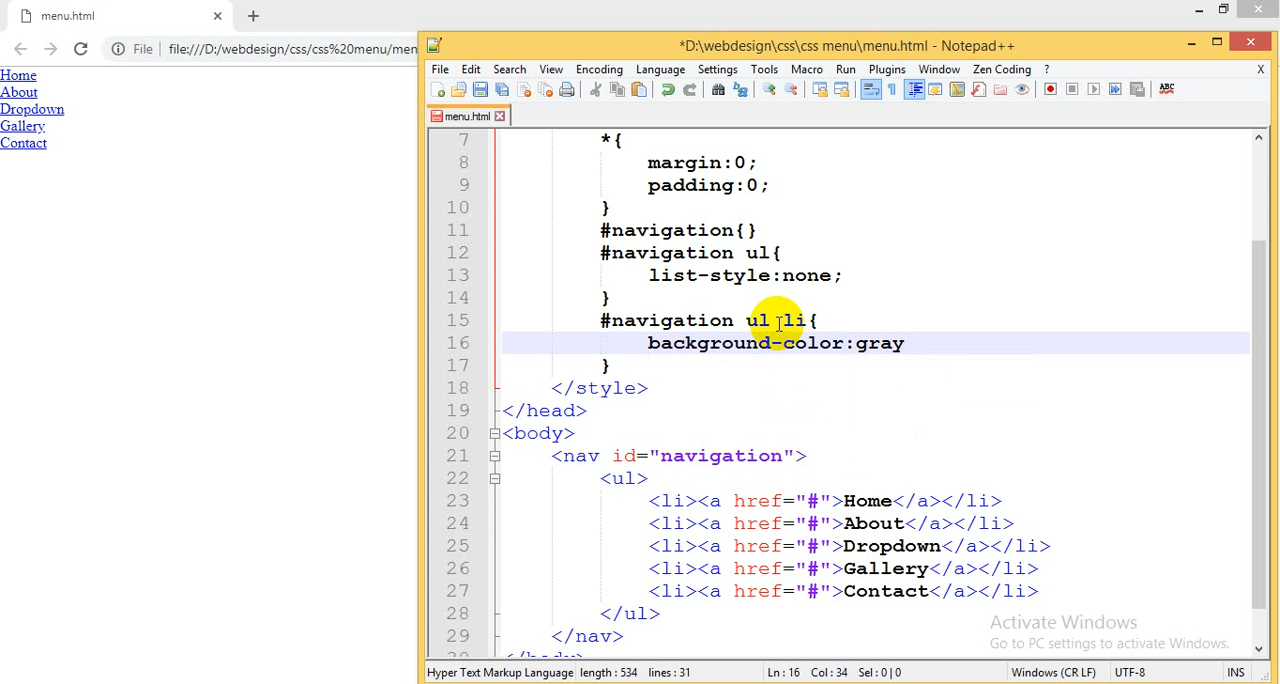 menu.html
File
file:///D:/webdesign/css/css%20menu/men
Home
About
Dropdown
Gallery
Contact
*D:\webdesign\css\css menu\menu.html - Notepad++
File Edit Search View Encoding Language Settings Tools Macro Run Plugins Window Zen Coding ? X
ABC
menu.html
7 *{
8 margin:0;
9 padding:0;
10 }
11 #navigation{}
12 #navigation ul{
13 list-style:none;
14 }
15 #navigation ul li{
16 background-color:gray
17 }
18 </style>
19 </head>
20 <body>
21 <nav id="navigation">
22 <ul>
23 <li><a href="#">Home</a></li>
24 <li><a href="#">About</a></li>
25 <li><a href="#">Dropdown</a></li>
26 <li><a href="#">Gallery</a></li>
27 <li><a href="#">Contact</a></li>
28 </ul>
29 </nav>
30 </body>
Activate Windows
Go to PC settings to activate Windows.
Hyper Text Markup Language length : 534 lines : 31 Ln : 16 Col : 34 Sel : 0 | 0 Windows (CR LF) UTF-8 INS